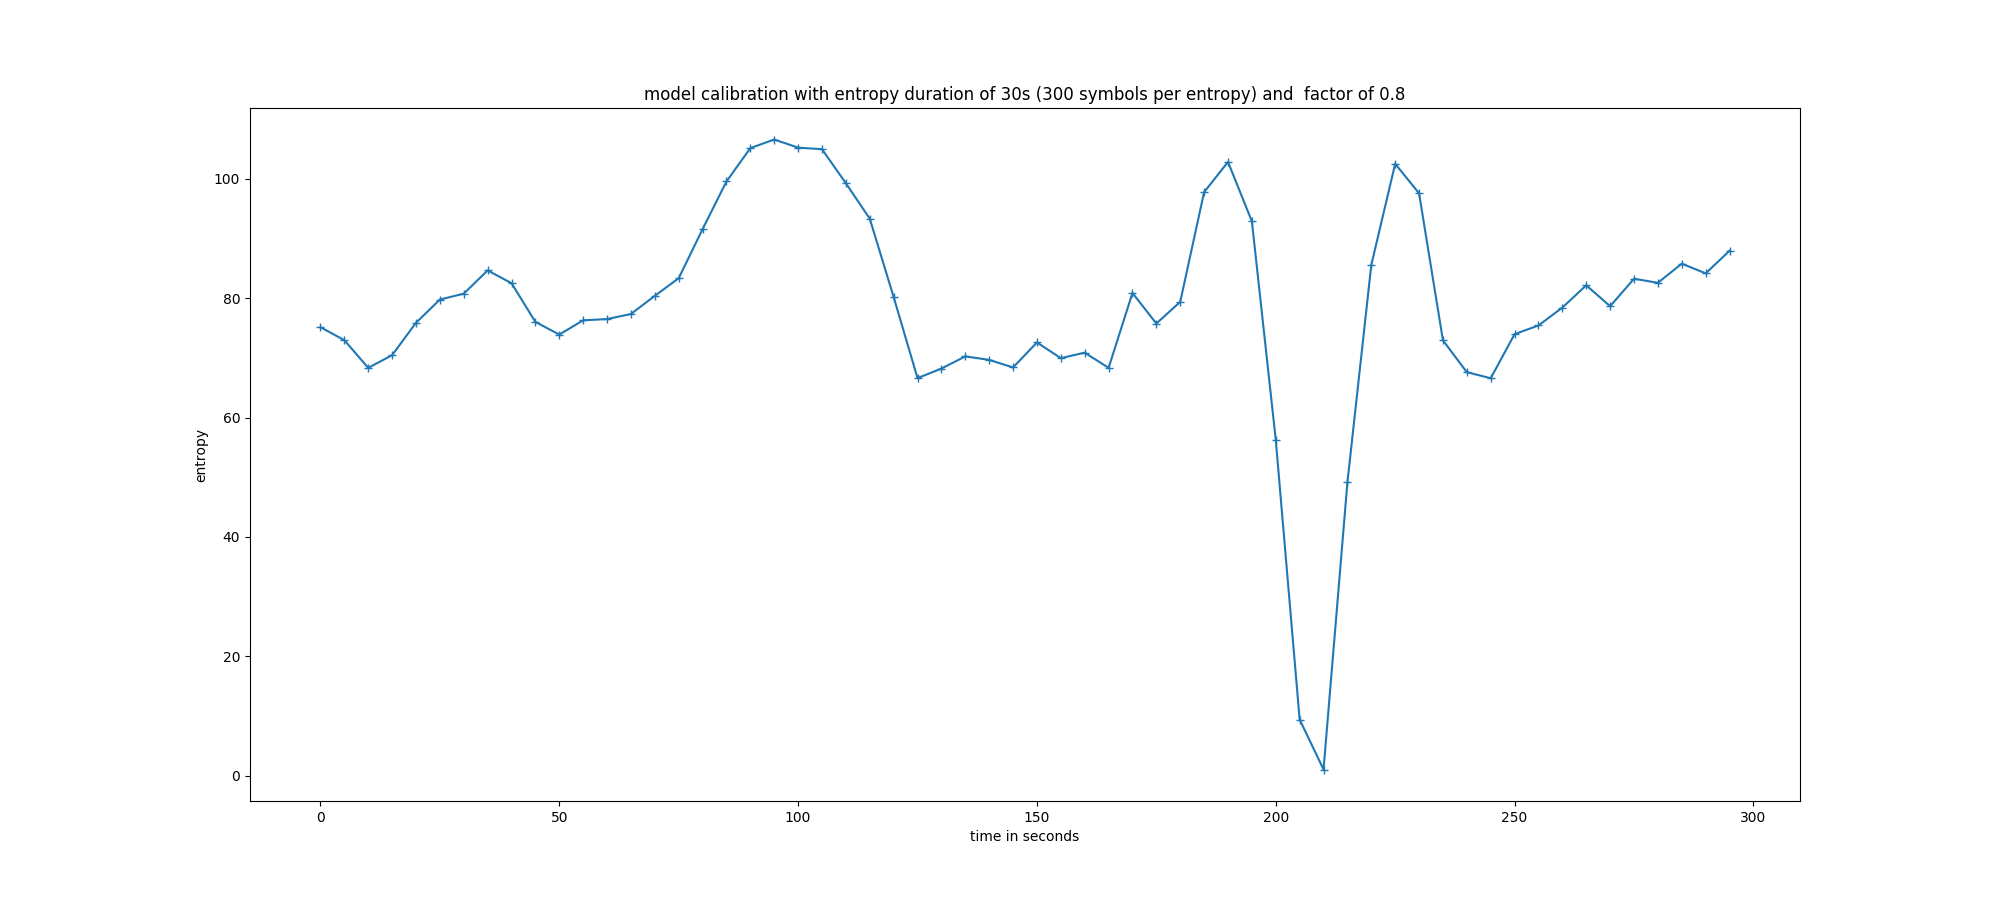 model calibration with entropy duration of 30s (300 symbols per entropy) and  factor of 0.8
100
80
60
40
20
0
entropy
0 50 100 150 200 250 300
time in seconds